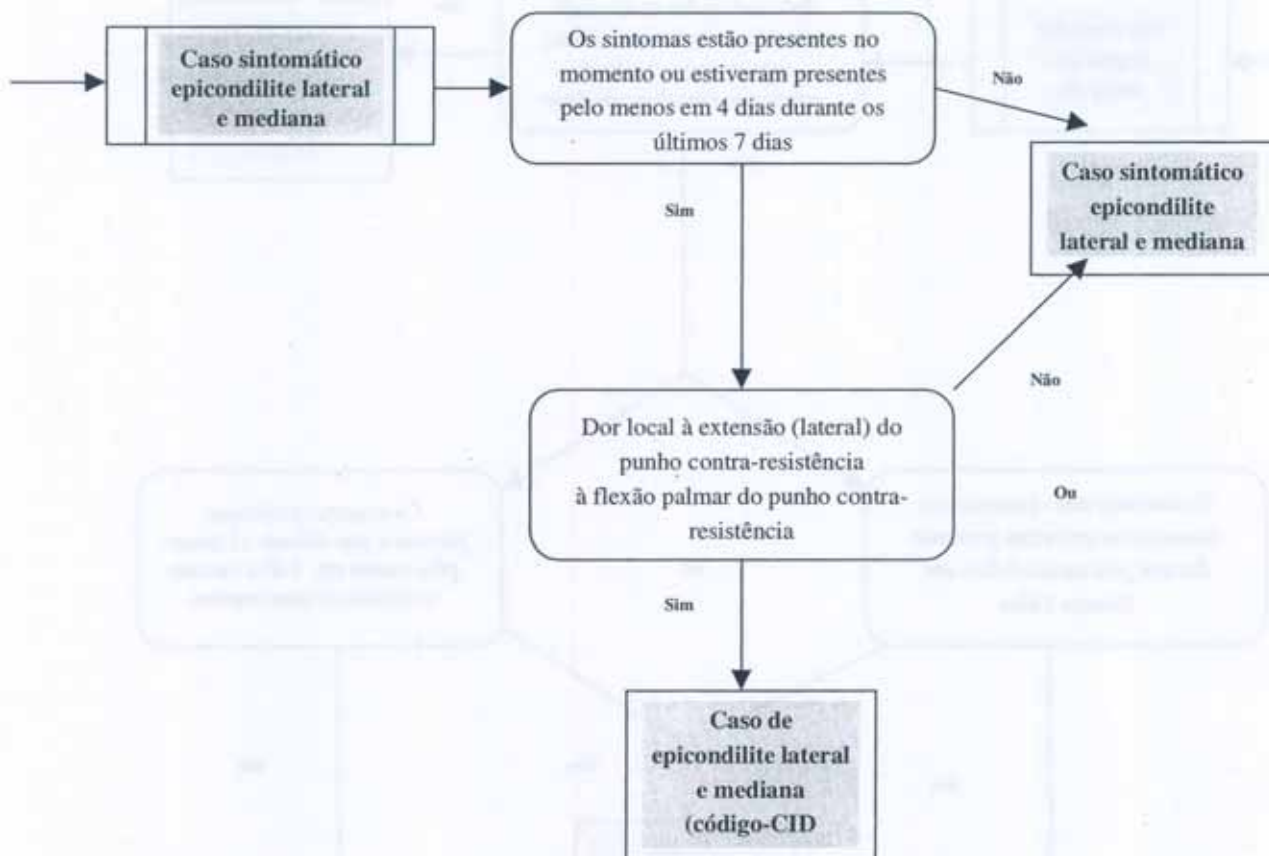 Caso sintomático
epicondilite lateral
e mediana
Os sintomas estão presentes no
momento ou estiveram presentes
pelo menos em 4 dias durante os
últimos 7 dias
Não
Caso sintomático
epicondilite
lateral e mediana
Sim
Não
Dor local à extensão (lateral) do
punho contra-resistência
à flexão palmar do punho contra-
resistência
Ou
Sim
Caso de
epicondilite lateral
e mediana
(código-CID